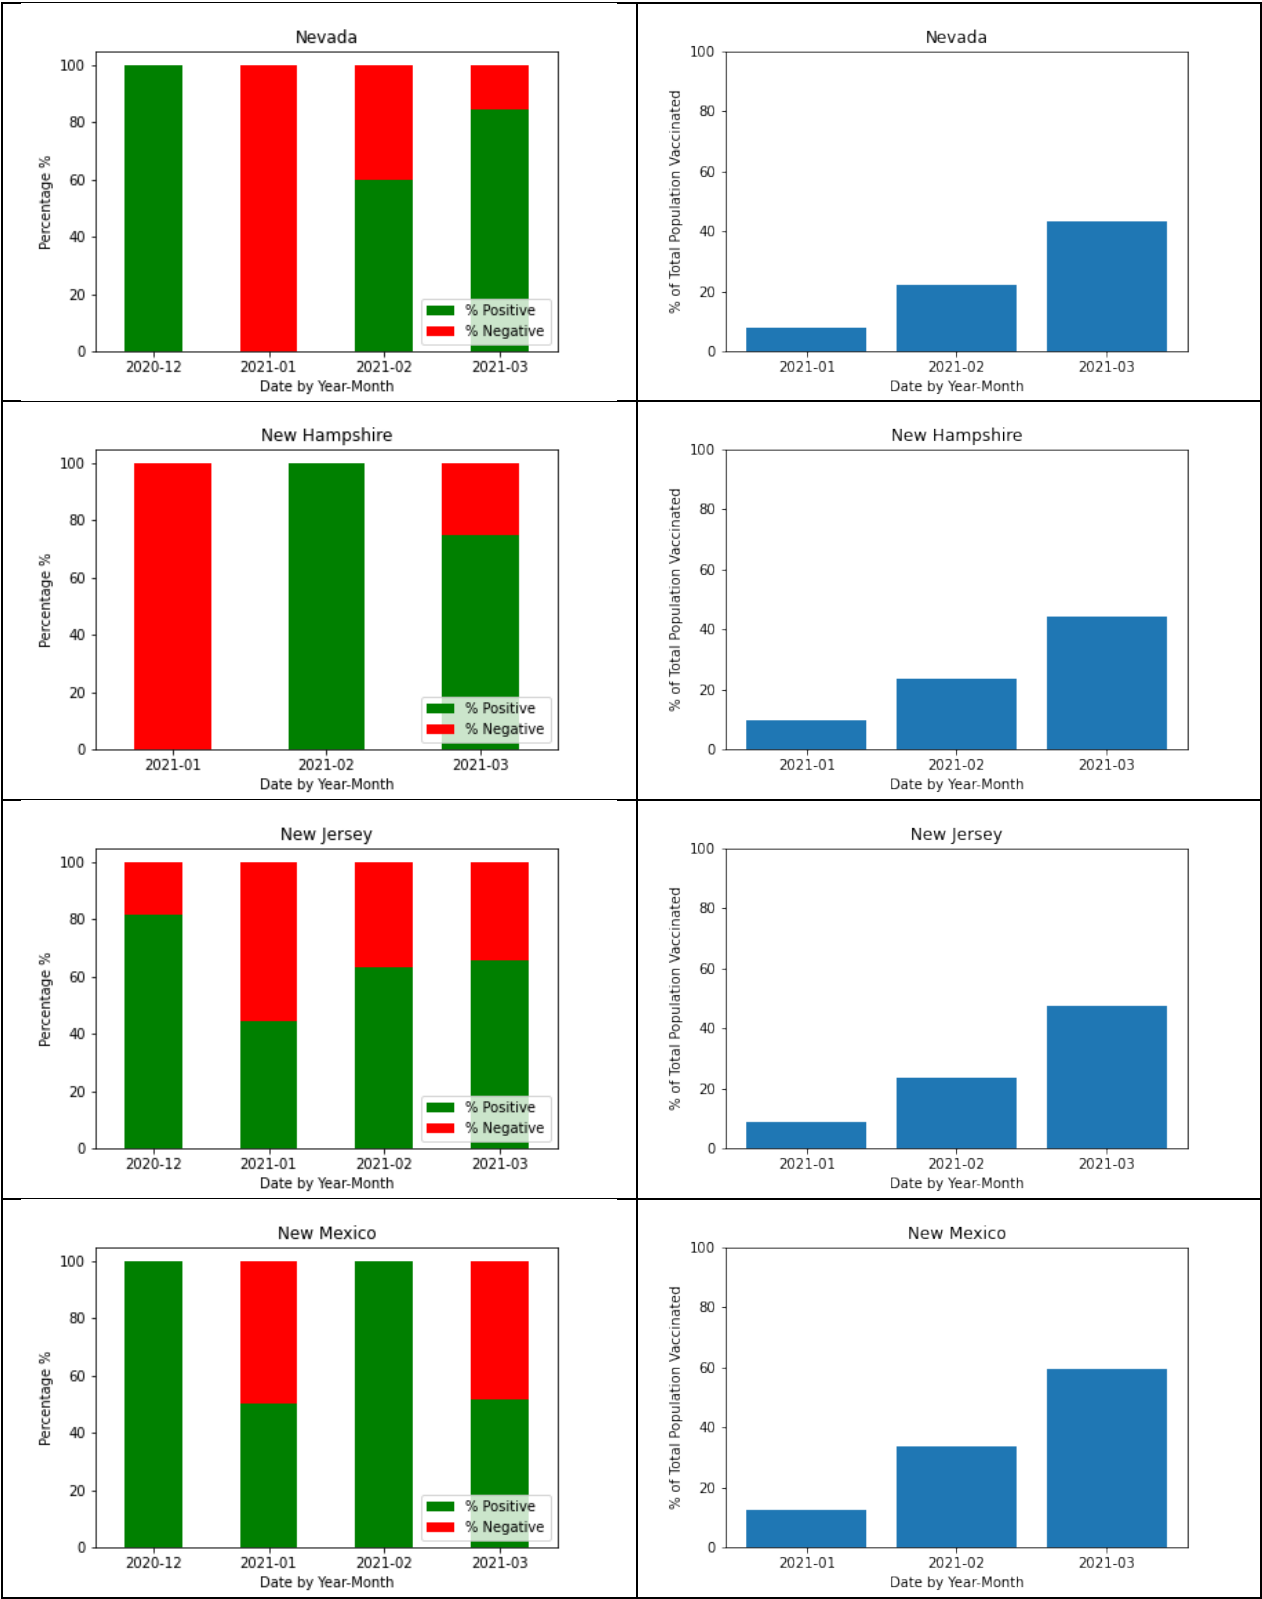 Nevada
100
80
60
40
20
0
Percentage %
% Positive
% Negative
2020-12 2021-01 2021-02 2021-03
Date by Year-Month
Nevada
100
80
60
40
20
0
% of Total Population Vaccinated
2021-01 2021-02 2021-03
Date by Year-Month
New Hampshire
100
80
60
40
20
0
Percentage %
% Positive
% Negative
2021-01 2021-02 2021-03
Date by Year-Month
New Hampshire
100
80
60
40
20
0
% of Total Population Vaccinated
2021-01 2021-02 2021-03
Date by Year-Month
New Jersey
100
80
60
40
20
0
Percentage %
% Positive
% Negative
2020-12 2021-01 2021-02 2021-03
Date by Year-Month
New Jersey
100
80
60
40
20
0
% of Total Population Vaccinated
2021-01 2021-02 2021-03
Date by Year-Month
New Mexico
100
80
60
40
20
0
Percentage %
% Positive
% Negative
2020-12 2021-01 2021-02 2021-03
Date by Year-Month
New Mexico
100
80
60
40
20
0
% of Total Population Vaccinated
2021-01 2021-02 2021-03
Date by Year-Month